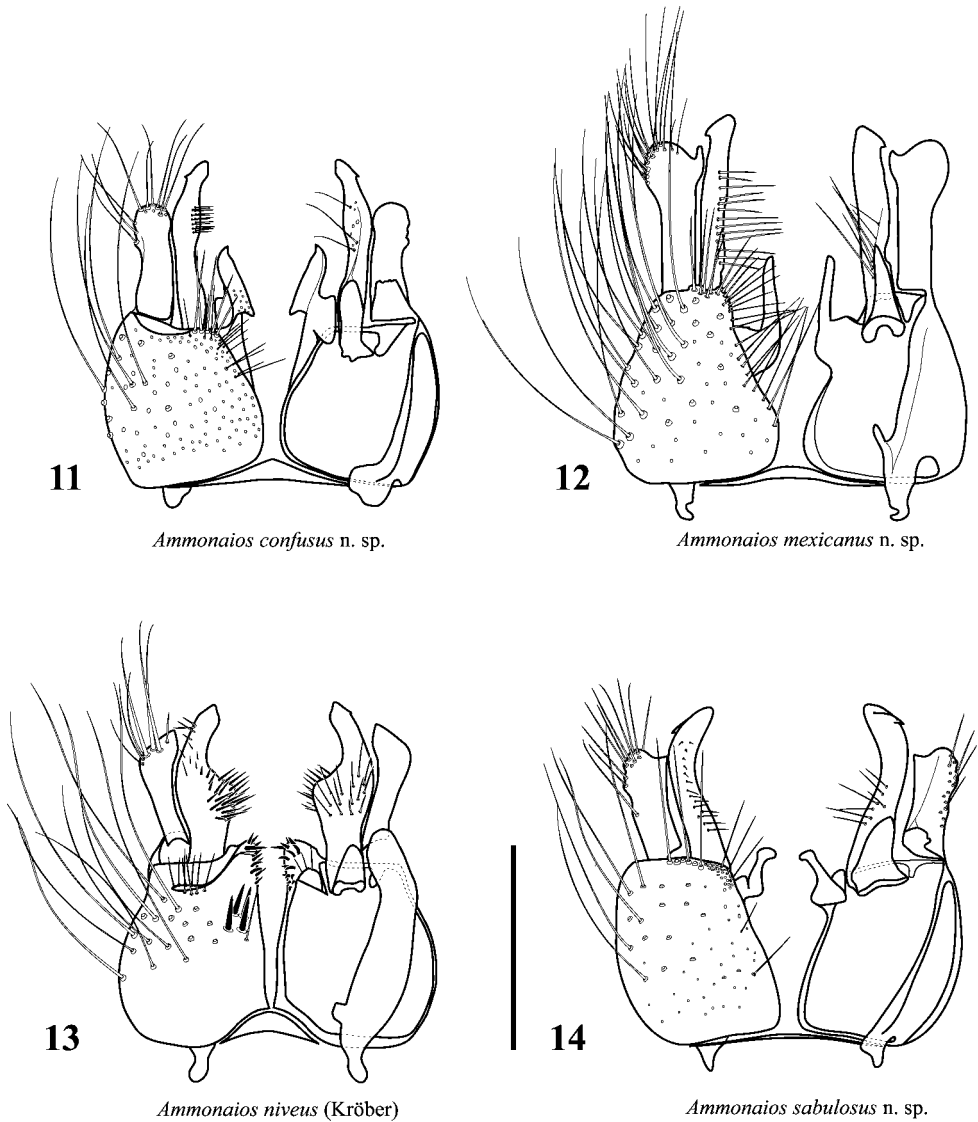 11
Ammonaios confusus n. sp.
12
Ammonaios mexicanus n. sp.
13
Ammonaios niveus (Kröber)
14
Ammonaios sabulosus n. sp.